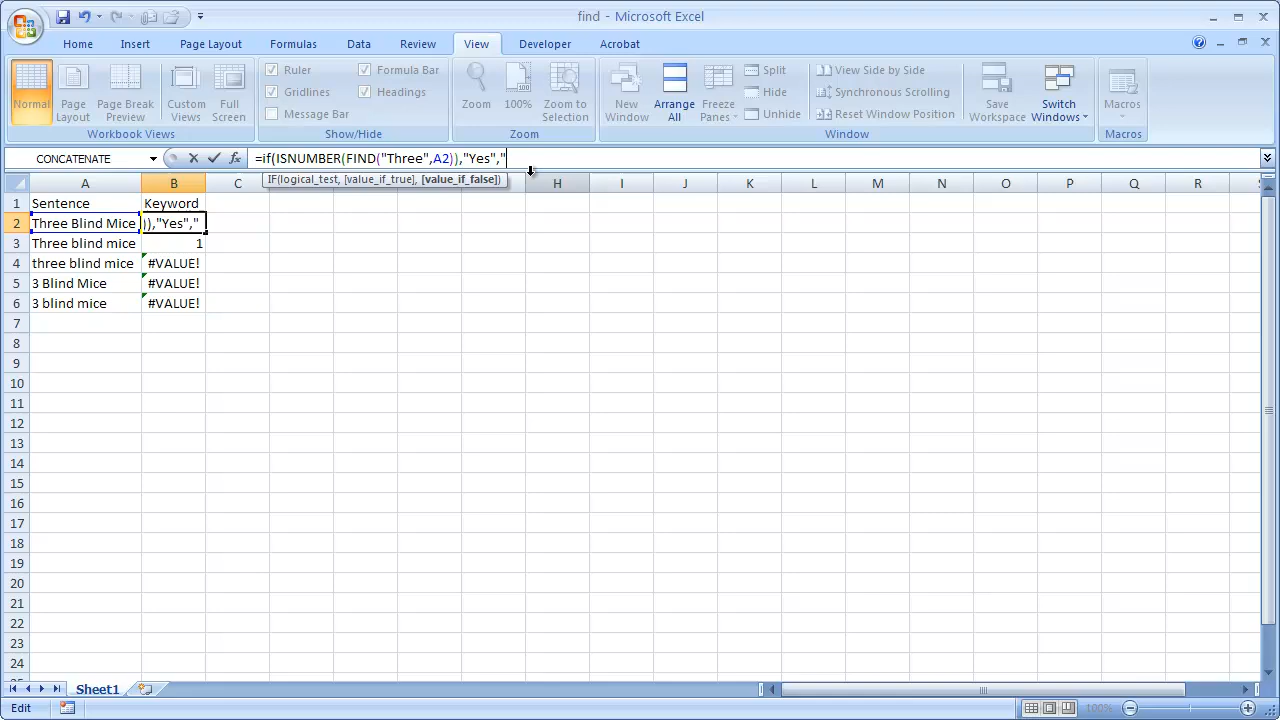 find - Microsoft Excel
Home Insert Page Layout Formulas Data Review View Developer Acrobat
Normal Page Layout Page Break Preview Custom Views Full Screen
Workbook Views
Ruler Formula Bar
Gridlines Headings
Message Bar
Show/Hide
Zoom 100% Zoom to Selection
Zoom
New Window Arrange All Freeze Panes
Split View Side by Side
Hide Synchronous Scrolling
Unhide Reset Window Position
Save Workspace Switch Windows
Window
Macros
Macros
CONCATENATE fx =if(ISNUMBER(FIND("Three",A2)),"Yes","
IF(logical_test, [value_if_true], [value_if_false])
A B C H I J K L M N O P Q R
1 Sentence Keyword
2 Three Blind Mice )),"Yes","
3 Three blind mice 1
4 three blind mice #VALUE!
5 3 Blind Mice #VALUE!
6 3 blind mice #VALUE!
7
8
9
10
11
12
13
14
15
16
17
18
19
20
21
22
23
24
Sheet1
Edit 100%